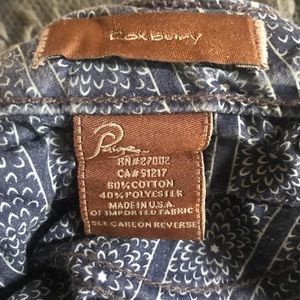 Roxbury
RN#27002
CA#51217
60% COTTON
40% POLYESTER
MADE IN U.S.A.
OF IMPORTED FABRIC
SEE CARE ON REVERSE